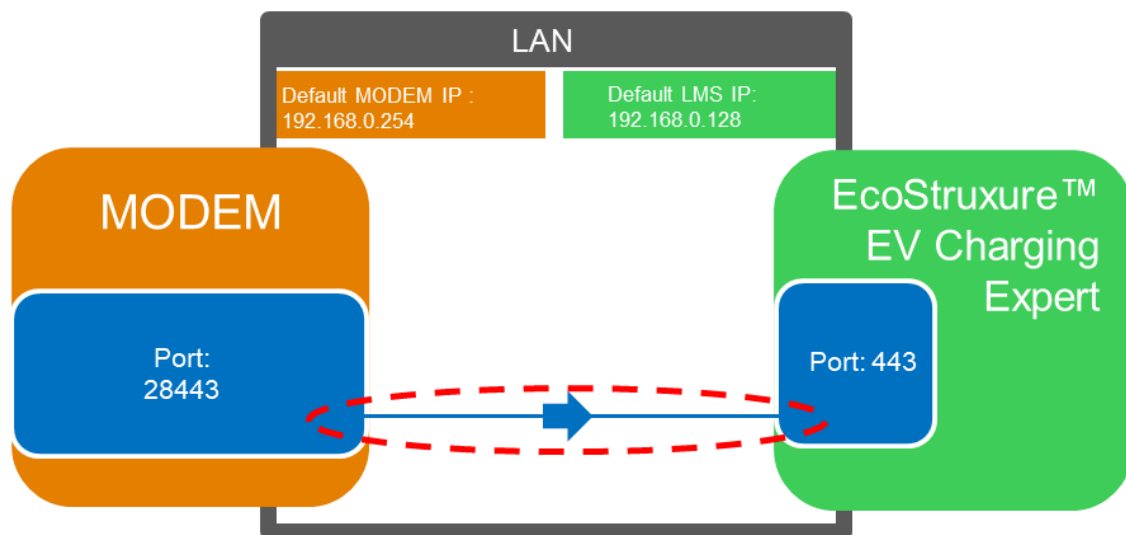 LAN
Default MODEM IP :
192.168.0.254
Default LMS IP:
192.168.0.128
MODEM
EcoStruxure™
EV Charging
Expert
Port:
28443
Port: 443